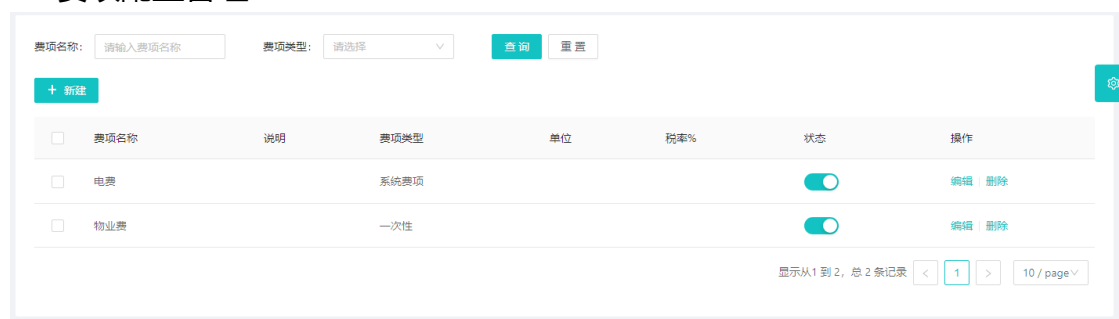 费项名称: 请输入费项名称 费项类型: 请选择 查 询 重 置
+ 新建
费项名称 说明 费项类型 单位 税率% 状态 操作
电费 系统费项 编辑 删除
物业费 一次性 编辑 删除
显示从1 到 2，总 2 条记录 < 1 > 10 / page